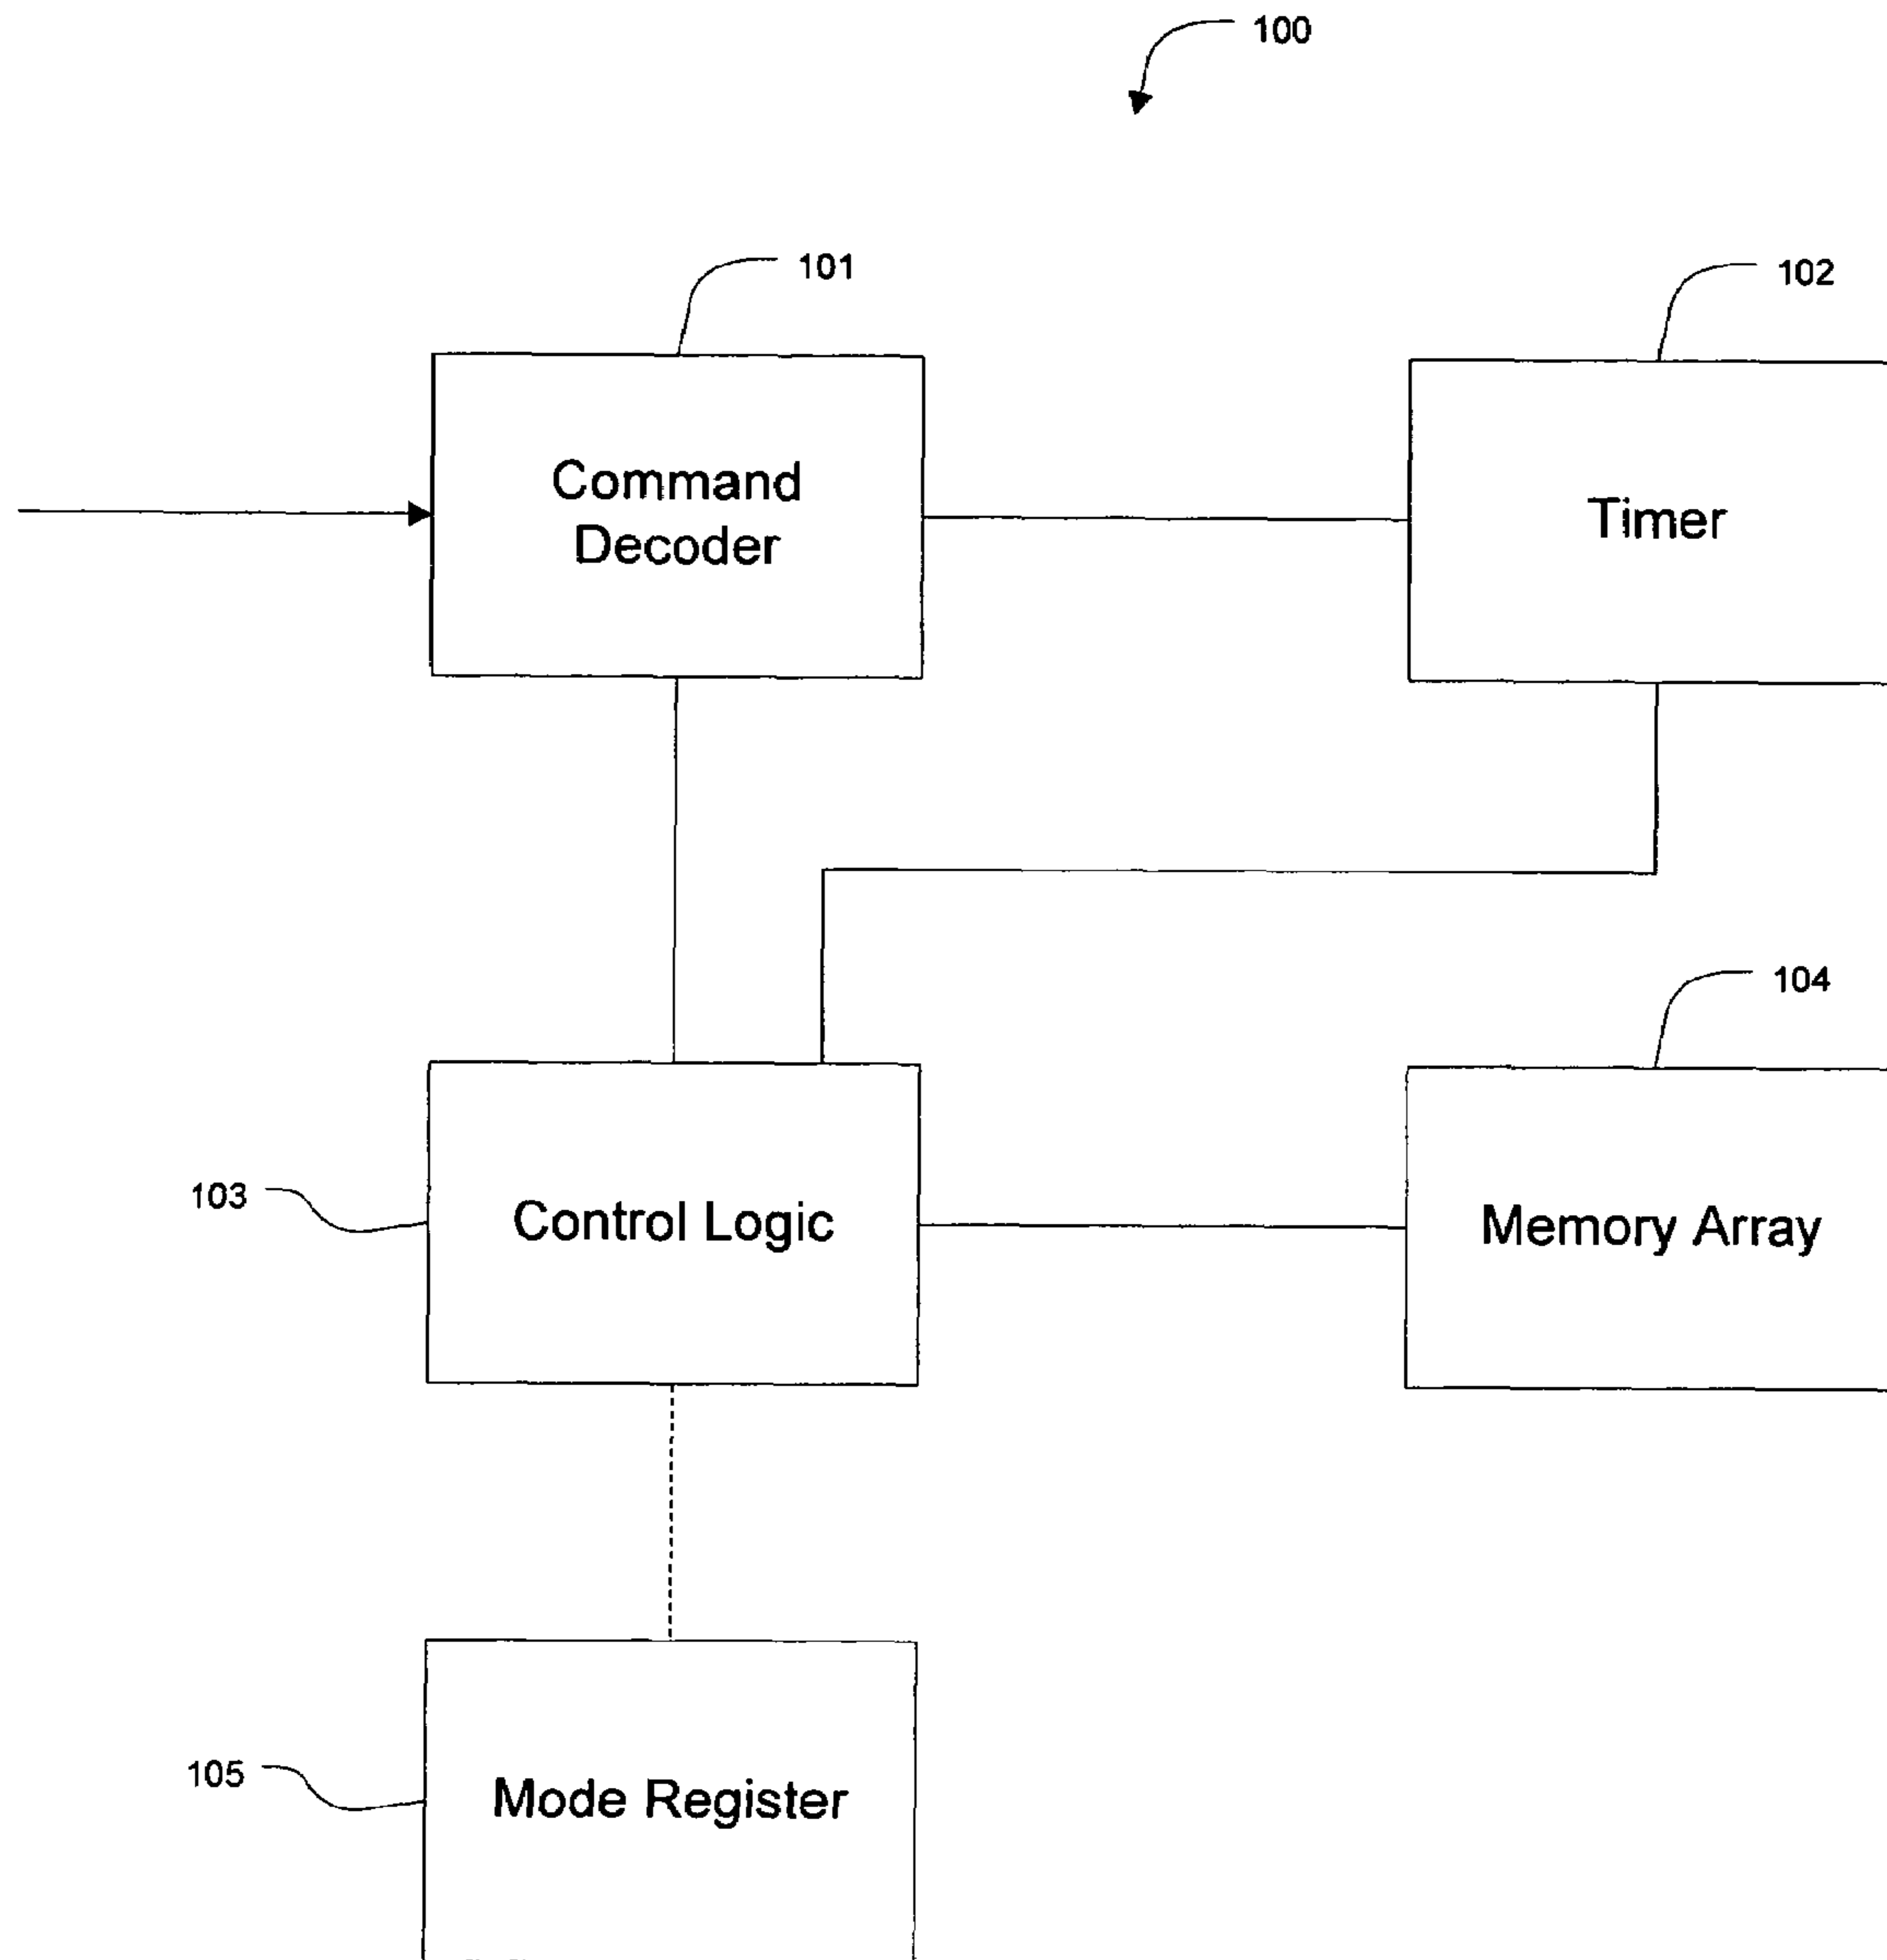 100
101
102
Command
Decoder
Timer
104
103
Control Logic
Memory Array
105
Mode Register